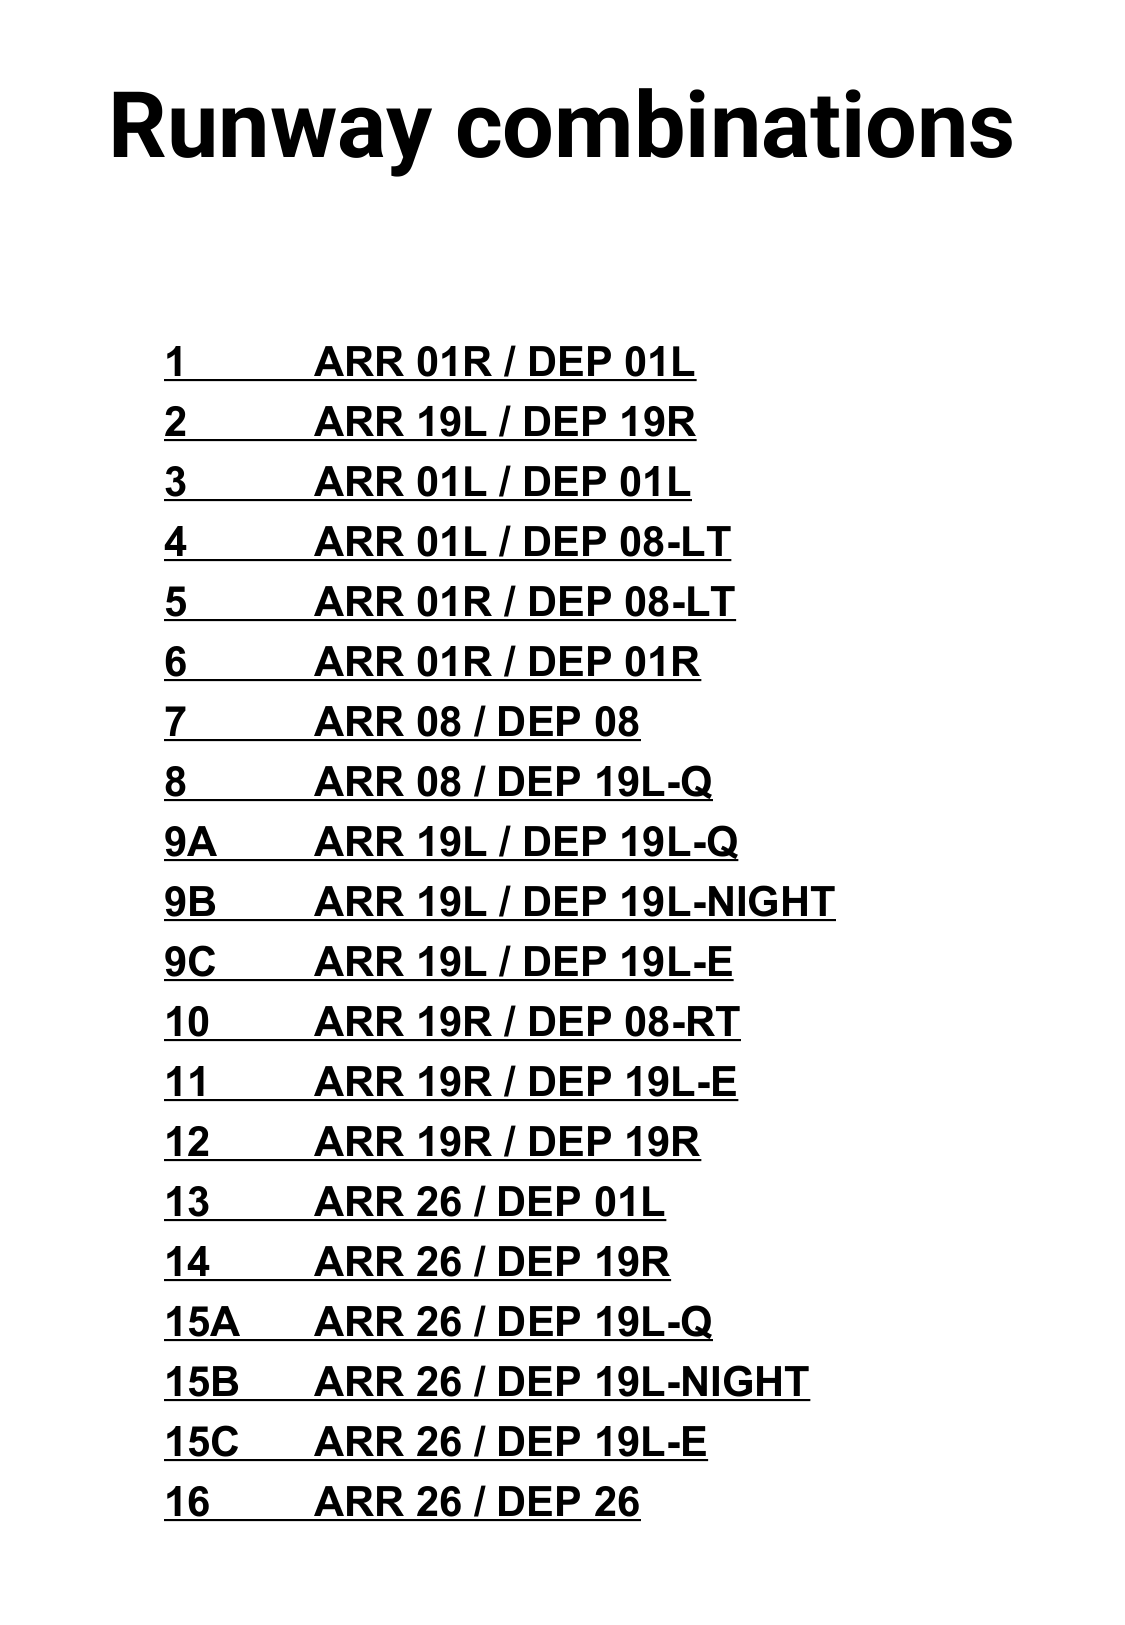 Runway combinations
1 ARR 01R / DEP 01L
2 ARR 19L / DEP 19R
3 ARR 01L / DEP 01L
4 ARR 01L / DEP 08-LT
5 ARR 01R / DEP 08-LT
6 ARR 01R / DEP 01R
7 ARR 08 / DEP 08
8 ARR 08 / DEP 19L-Q
9A ARR 19L / DEP 19L-Q
9B ARR 19L / DEP 19L-NIGHT
9C ARR 19L / DEP 19L-E
10 ARR 19R / DEP 08-RT
11 ARR 19R / DEP 19L-E
12 ARR 19R / DEP 19R
13 ARR 26 / DEP 01L
14 ARR 26 / DEP 19R
15A ARR 26 / DEP 19L-Q
15B ARR 26 / DEP 19L-NIGHT
15C ARR 26 / DEP 19L-E
16 ARR 26 / DEP 26